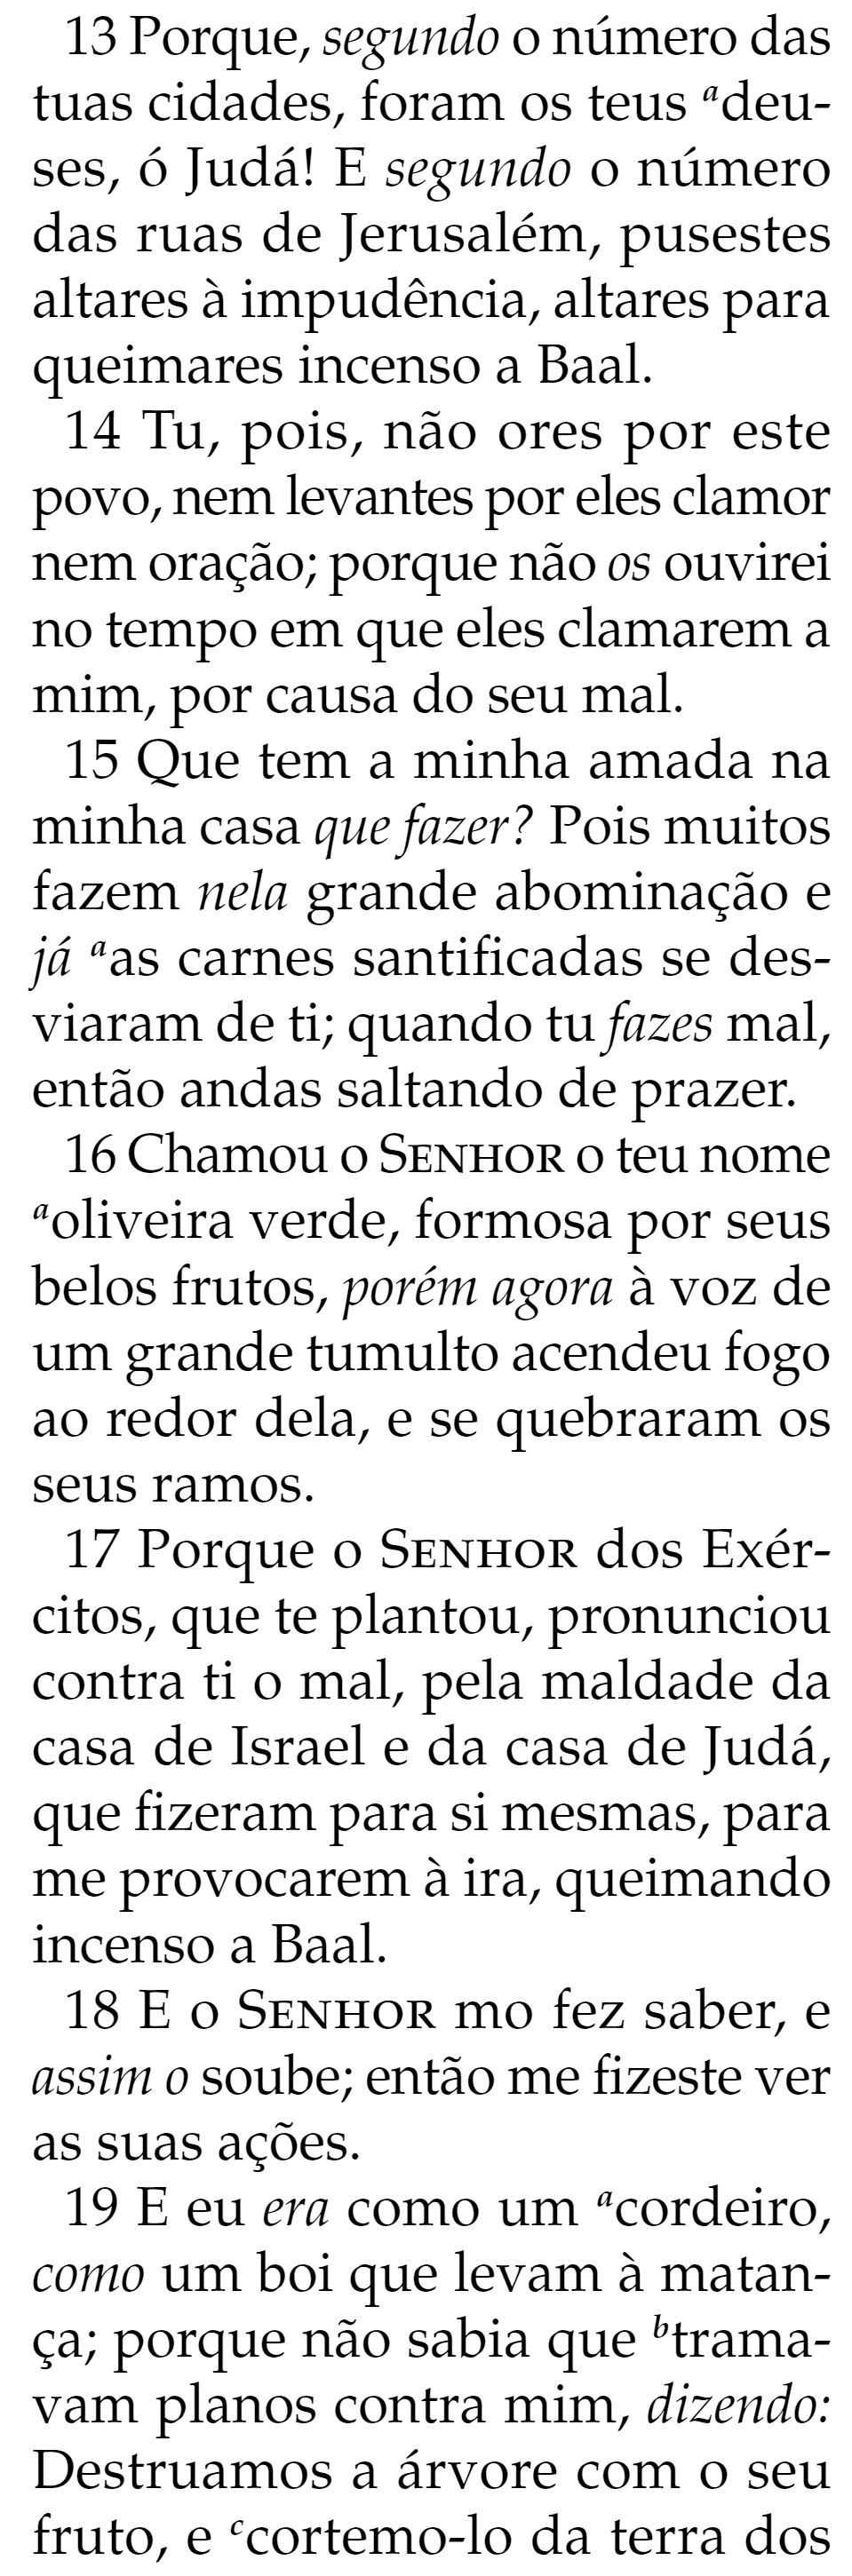 13 Porque, segundo o número das
tuas cidades, foram os teus ᵃdeu-
ses, ó Judá! E segundo o número
das ruas de Jerusalém, pusestes
altares à impudência, altares para
queimares incenso a Baal.
14 Tu, pois, não ores por este
povo, nem levantes por eles clamor
nem oração; porque não os ouvirei
no tempo em que eles clamarem a
mim, por causa do seu mal.
15 Que tem a minha amada na
minha casa que fazer? Pois muitos
fazem nela grande abominação e
já ᵃas carnes santificadas se des-
viaram de ti; quando tu fazes mal,
então andas saltando de prazer.
16 Chamou o SENHOR o teu nome
ᵃoliveira verde, formosa por seus
belos frutos, porém agora à voz de
um grande tumulto acendeu fogo
ao redor dela, e se quebraram os
seus ramos.
17 Porque o SENHOR dos Exér-
citos, que te plantou, pronunciou
contra ti o mal, pela maldade da
casa de Israel e da casa de Judá,
que fizeram para si mesmas, para
me provocarem à ira, queimando
incenso a Baal.
18 E o SENHOR mo fez saber, e
assim o soube; então me fizeste ver
as suas ações.
19 E eu era como um ᵃcordeiro,
como um boi que levam à matan-
ça; porque não sabia que ᵇtrama-
vam planos contra mim, dizendo:
Destruamos a árvore com o seu
fruto, e ᶜcortemo-lo da terra dos